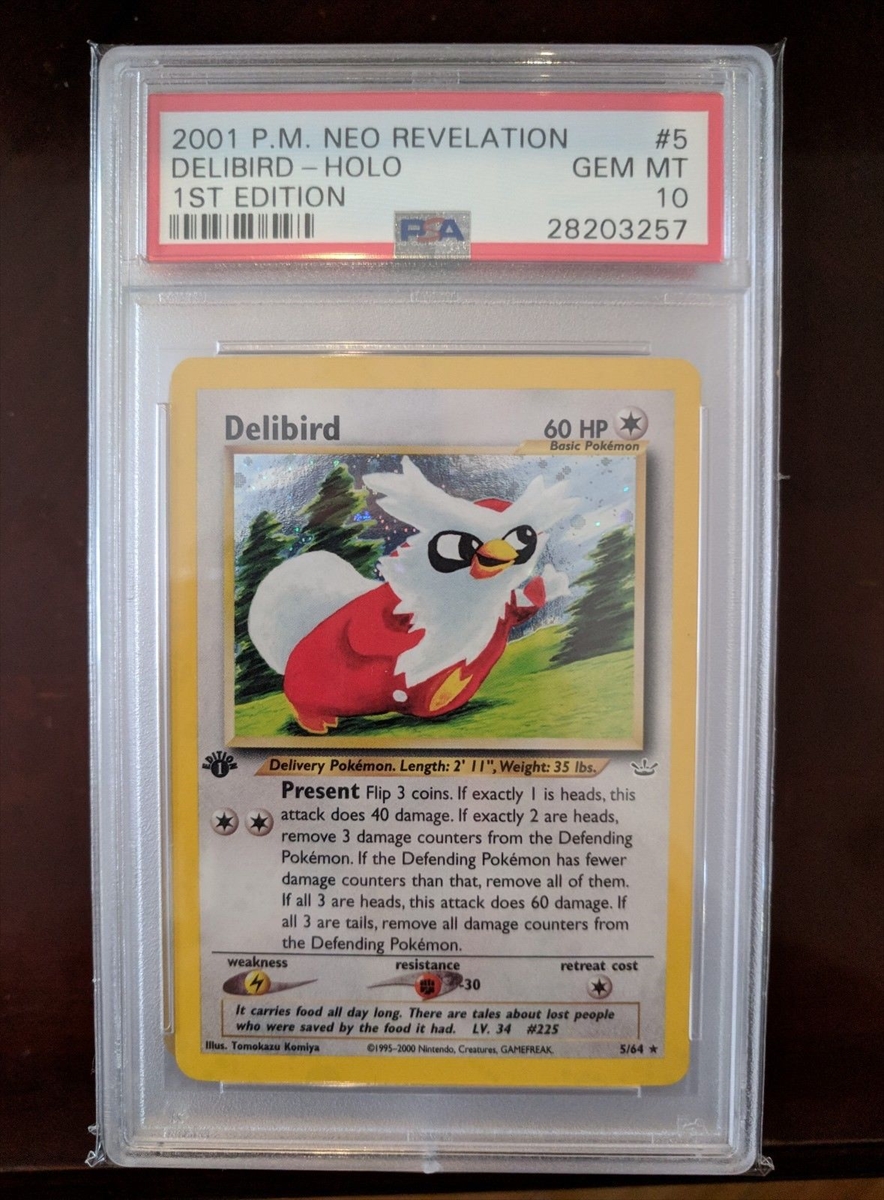 2001 P.M. NEO REVELATION #5
DELIBIRD – HOLO GEM MT
1ST EDITION 10
PSA 28203257
Delibird 60 HP
Basic Pokémon
EDITION 1
Delivery Pokémon. Length: 2' 11", Weight: 35 lbs.
Present Flip 3 coins. If exactly 1 is heads, this
attack does 40 damage. If exactly 2 are heads,
remove 3 damage counters from the Defending
Pokémon. If the Defending Pokémon has fewer
damage counters than that, remove all of them.
If all 3 are heads, this attack does 60 damage. If
all 3 are tails, remove all damage counters from
the Defending Pokémon.
weakness resistance retreat cost
-30
It carries food all day long. There are tales about lost people
who were saved by the food it had. LV. 34 #225
Illus. Tomokazu Komiya ©1995-2000 Nintendo, Creatures, GAMEFREAK. 5/64 ★